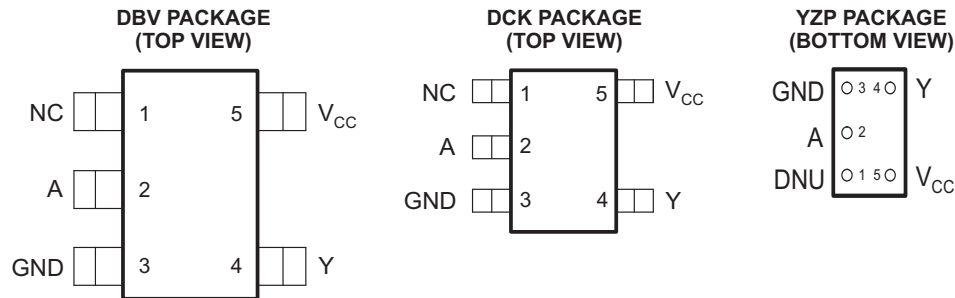 DBV PACKAGE
(TOP VIEW)
NC 1 5 VCC
A 2
GND 3 4 Y
DCK PACKAGE
(TOP VIEW)
NC 1 5 VCC
A 2
GND 3 4 Y
YZP PACKAGE
(BOTTOM VIEW)
GND 3 4 Y
A 2
DNU 1 5 VCC